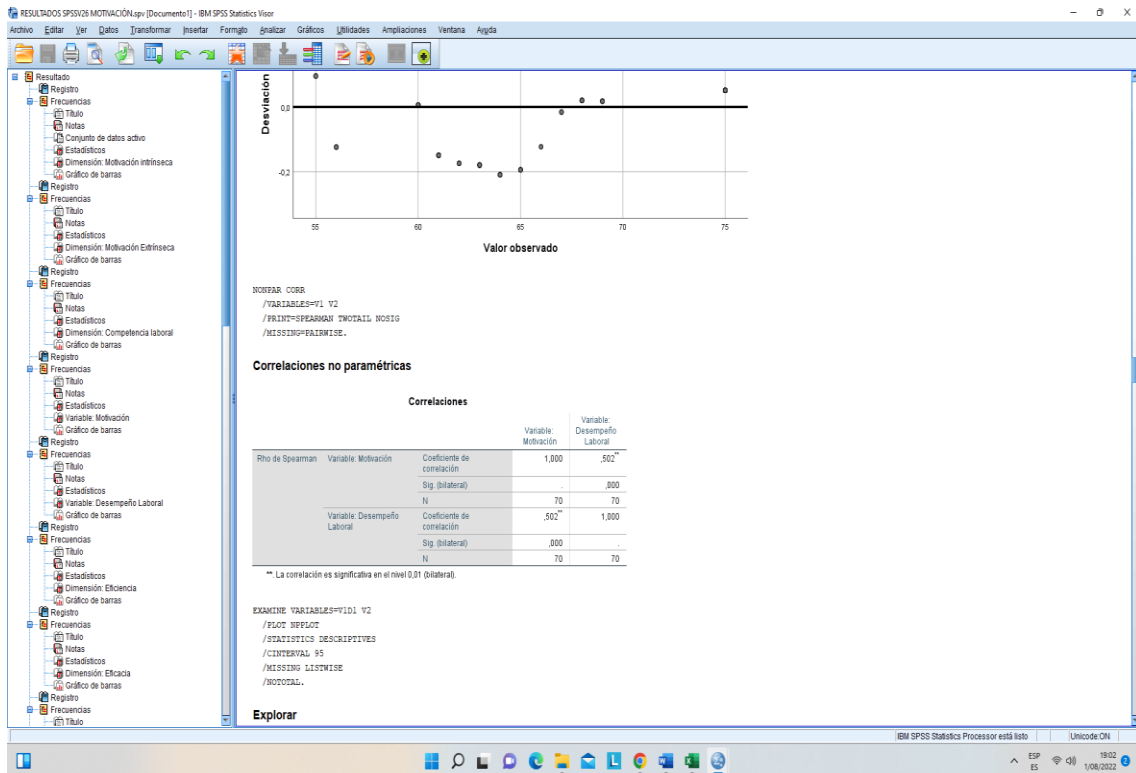 RESULTADOS SPSSV26 MOTIVACIÓN.spv [Documento1] - IBM SPSS Statistics Visor
Archivo Editar Ver Datos Transformar Insertar Formato Analizar Gráficos Utilidades Ampliaciones Ventana Ayuda
Resultado
Registro
Frecuencias
Título
Notas
Conjunto de datos activo
Estadísticos
Dimensión: Motivación intrínseca
Gráfico de barras
Registro
Frecuencias
Título
Notas
Estadísticos
Dimensión: Motivación Extrínseca
Gráfico de barras
Registro
Frecuencias
Título
Notas
Estadísticos
Dimensión: Competencia laboral
Gráfico de barras
Registro
Frecuencias
Título
Notas
Estadísticos
Variable: Motivación
Gráfico de barras
Registro
Frecuencias
Título
Notas
Estadísticos
Variable: Desempeño Laboral
Gráfico de barras
Registro
Frecuencias
Título
Notas
Estadísticos
Dimensión: Eficiencia
Gráfico de barras
Registro
Frecuencias
Título
Notas
Estadísticos
Dimensión: Eficacia
Gráfico de barras
Registro
Frecuencias
Título
Desviación
0,0
-0,2
55 60 65 70 75
Valor observado
NONPAR CORR
/VARIABLES=V1 V2
/PRINT=SPEARMAN TWOTAIL NOSIG
/MISSING=PAIRWISE.
Correlaciones no paramétricas
Correlaciones
Variable: Motivación
Variable: Desempeño Laboral
Rho de Spearman Variable: Motivación Coeficiente de correlación 1,000 ,502**
Sig. (bilateral) . ,000
N 70 70
Variable: Desempeño Laboral Coeficiente de correlación ,502** 1,000
Sig. (bilateral) ,000 .
N 70 70
**. La correlación es significativa en el nivel 0,01 (bilateral).
EXAMINE VARIABLES=V1D1 V2
/PLOT NPPLOT
/STATISTICS DESCRIPTIVES
/CINTERVAL 95
/MISSING LISTWISE
/NOTOTAL.
Explorar
IBM SPSS Statistics Processor está listo Unicode:ON
ESP
ES
19:02
1/08/2022
2